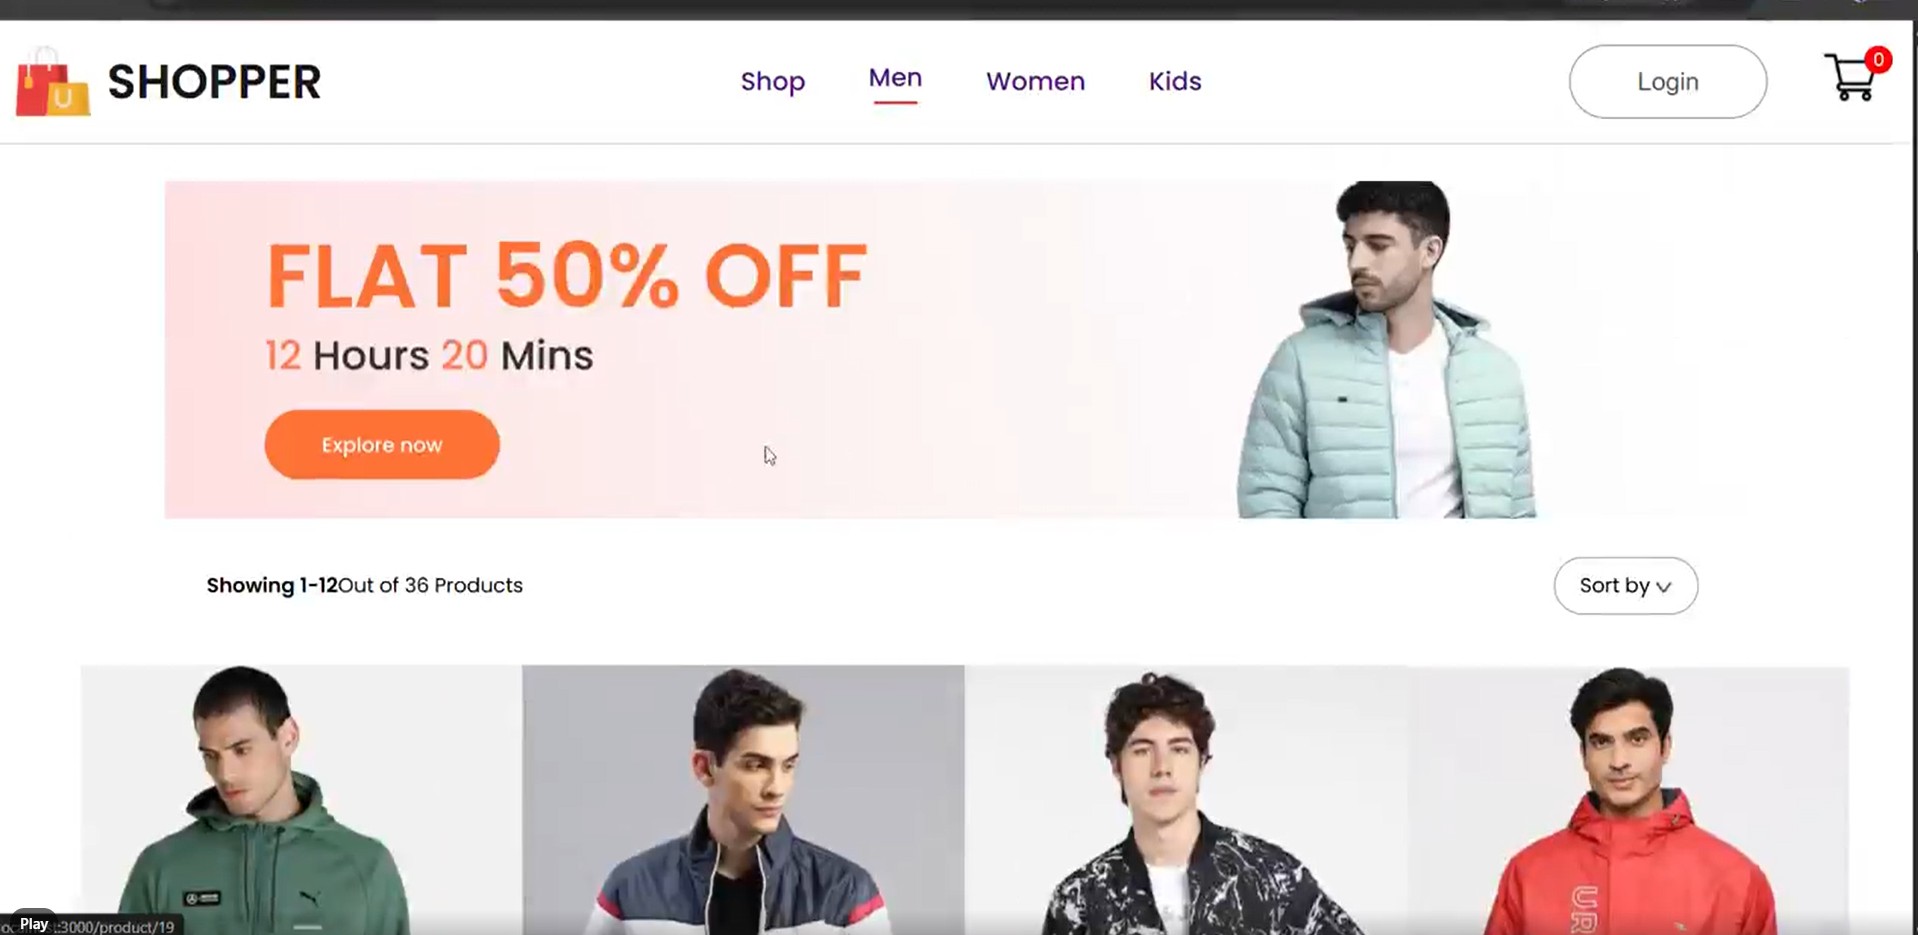 SHOPPER
Shop Men Women Kids
Login
0
FLAT 50% OFF
12 Hours 20 Mins
Explore now
Showing 1-12Out of 36 Products
Sort by
Play
:3000/product/19